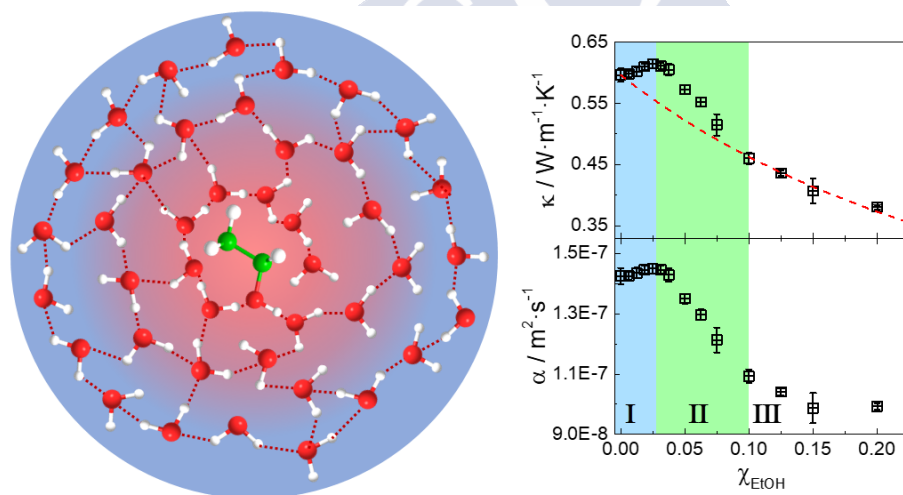 κ / W·m⁻¹·K⁻¹
0.65
0.55
0.45
0.35
α / m²·s⁻¹
1.5E-7
1.3E-7
1.1E-7
9.0E-8
I II III
0.00 0.05 0.10 0.15 0.20
χEtOH